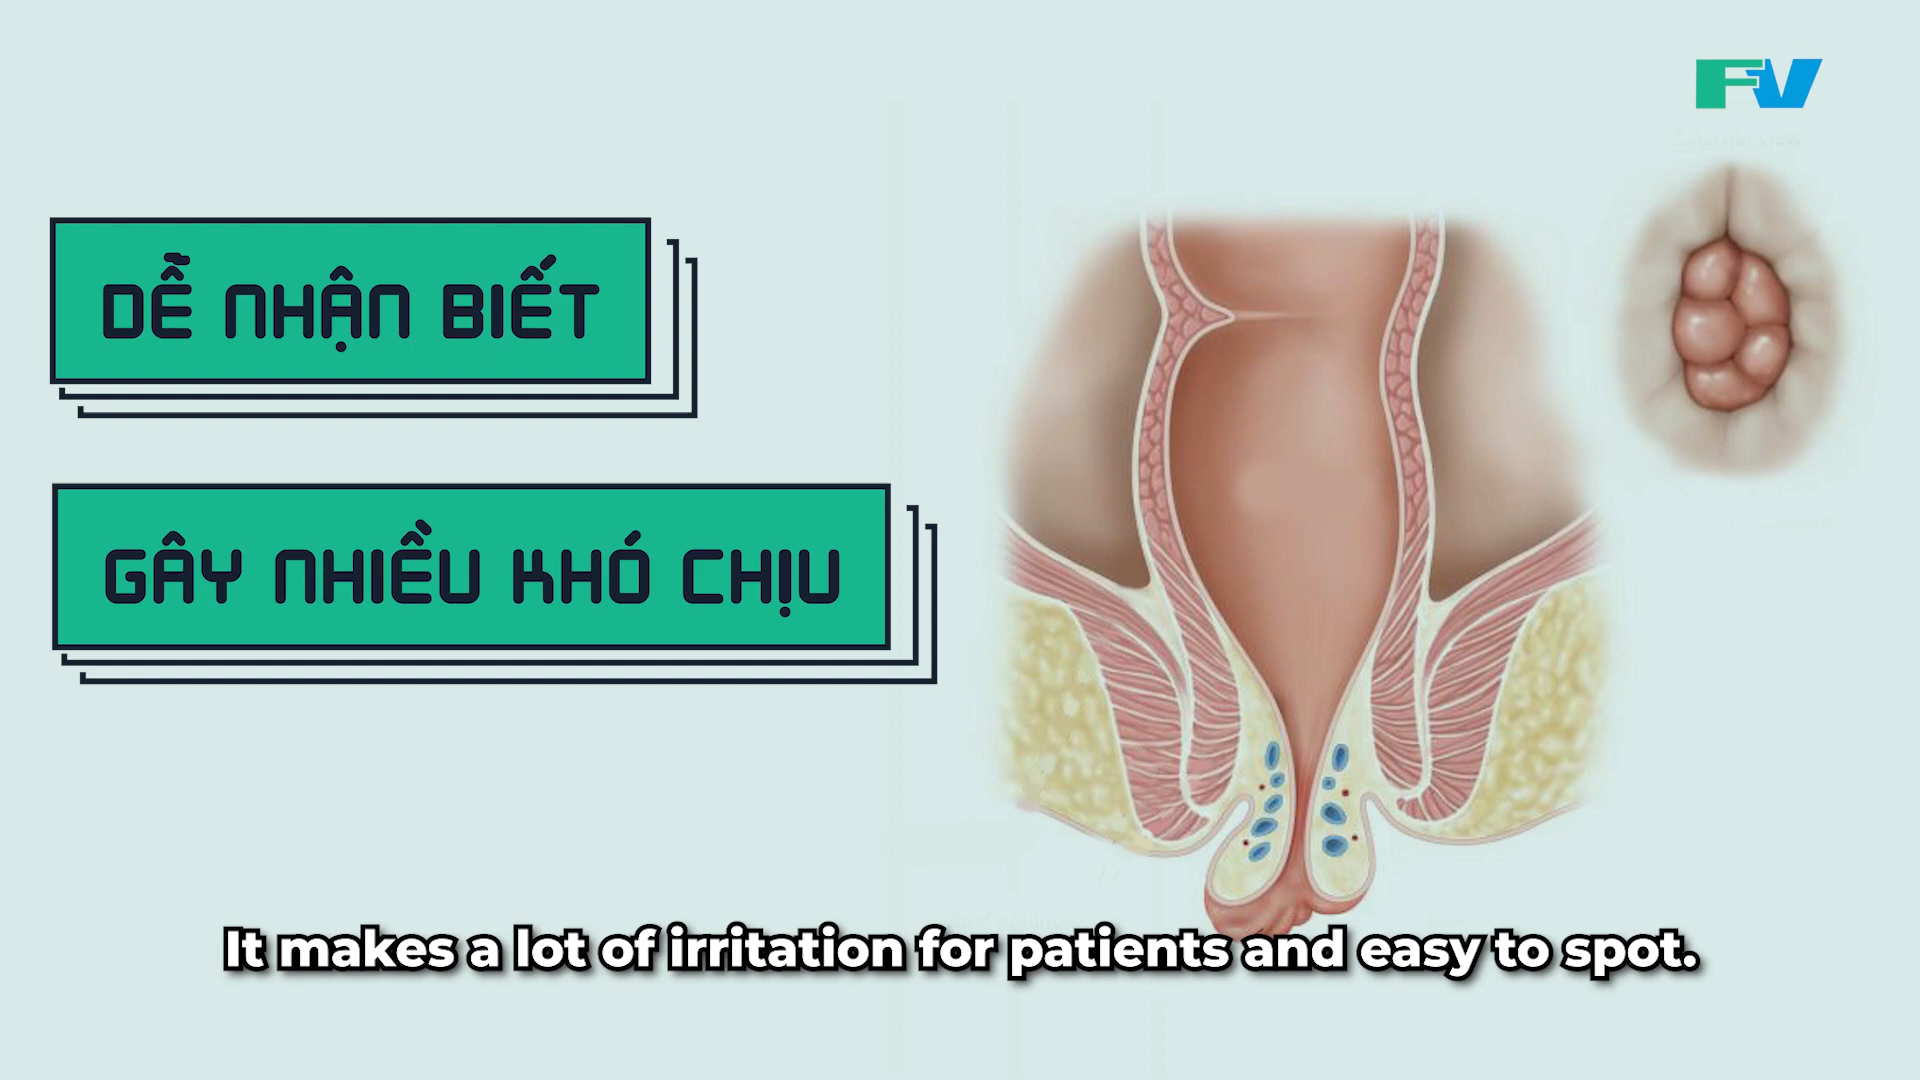 FV
DỄ NHẬN BIẾT
GÂY NHIỀU KHÓ CHỊU
It makes a lot of irritation for patients and easy to spot.